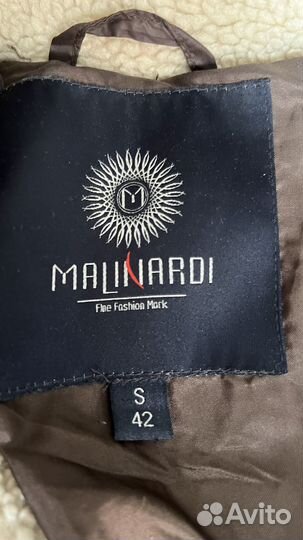 M
MALINARDI
Fine Fashion Mark
S
42
Avito